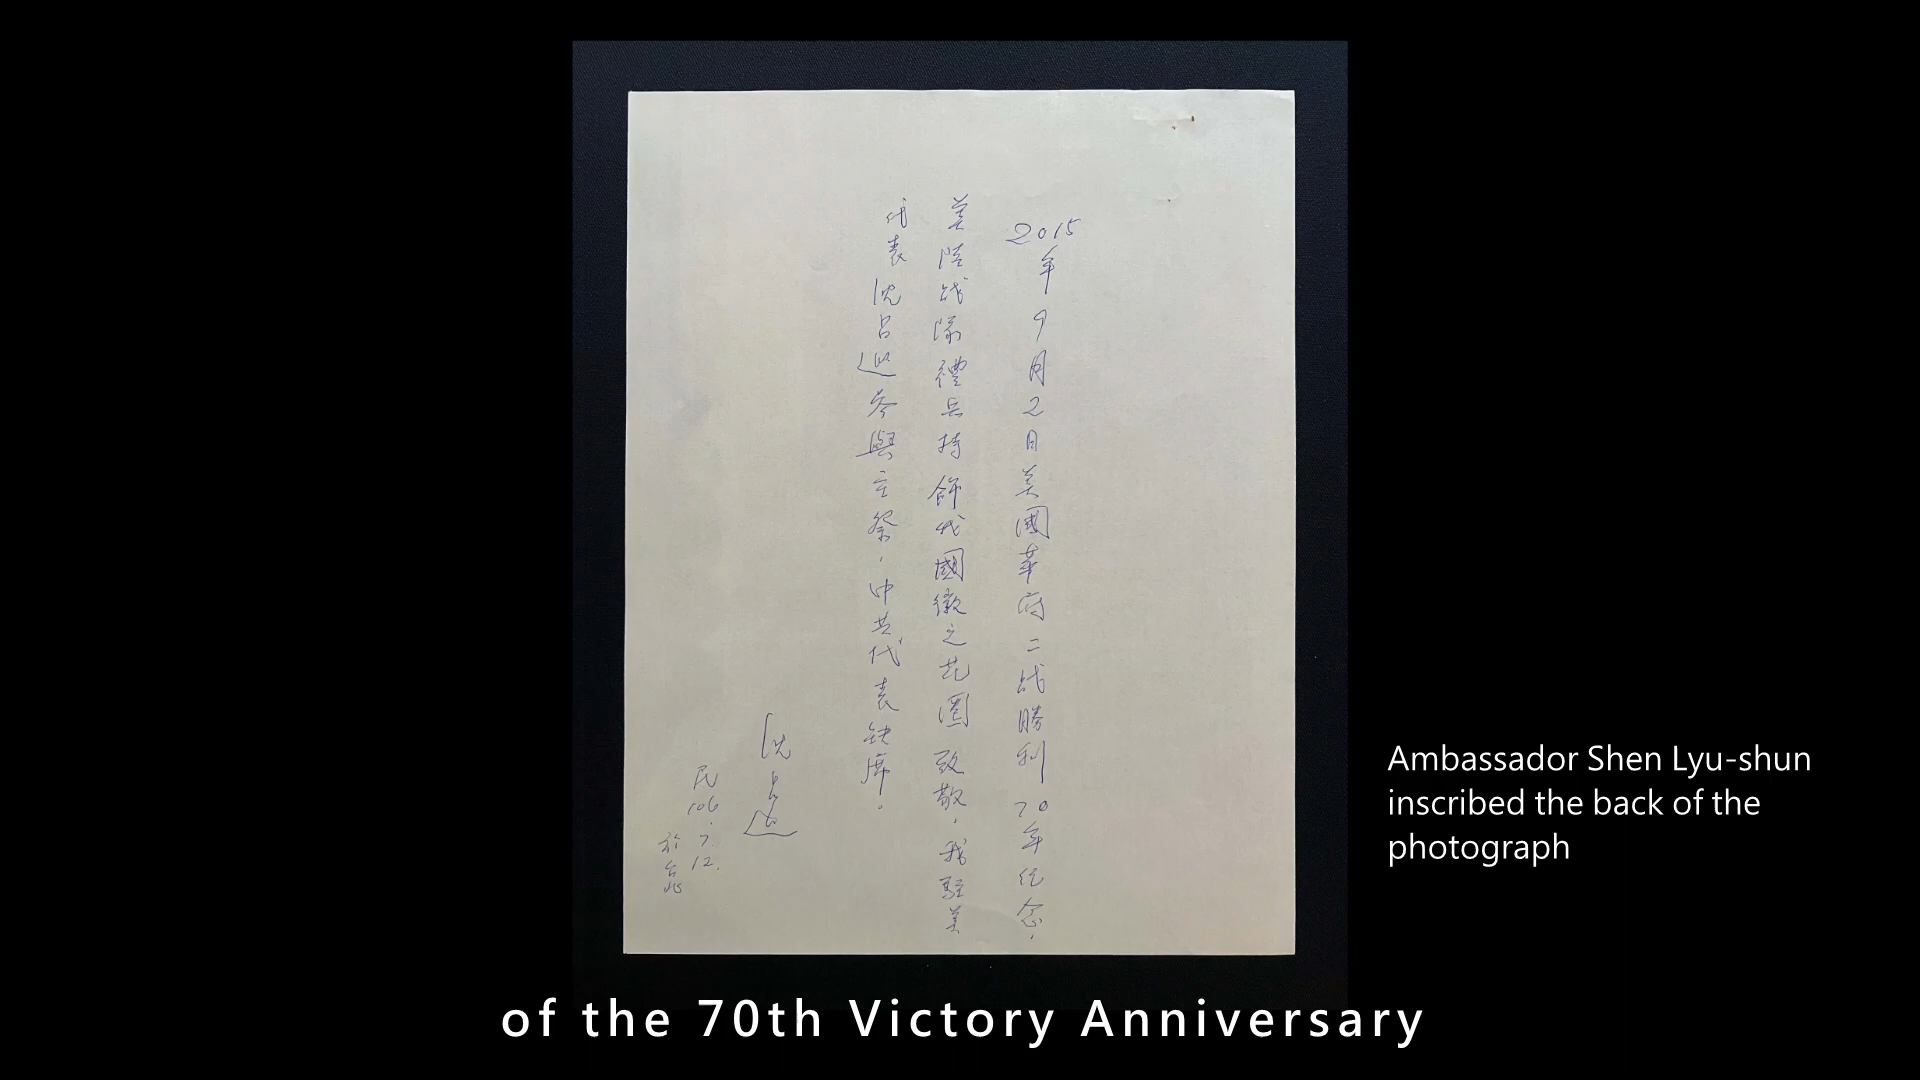 2015年9月2日美國華府二战勝利70年纪念,
美陸战隊禮兵持飾我國徽之花圈致敬,我駐美
代表沈吕巡参與主祭,中共代表缺席.
沈吕巡
民106.7.12.
於台北
Ambassador Shen Lyu-shun
inscribed the back of the
photograph
of the 70th Victory Anniversary